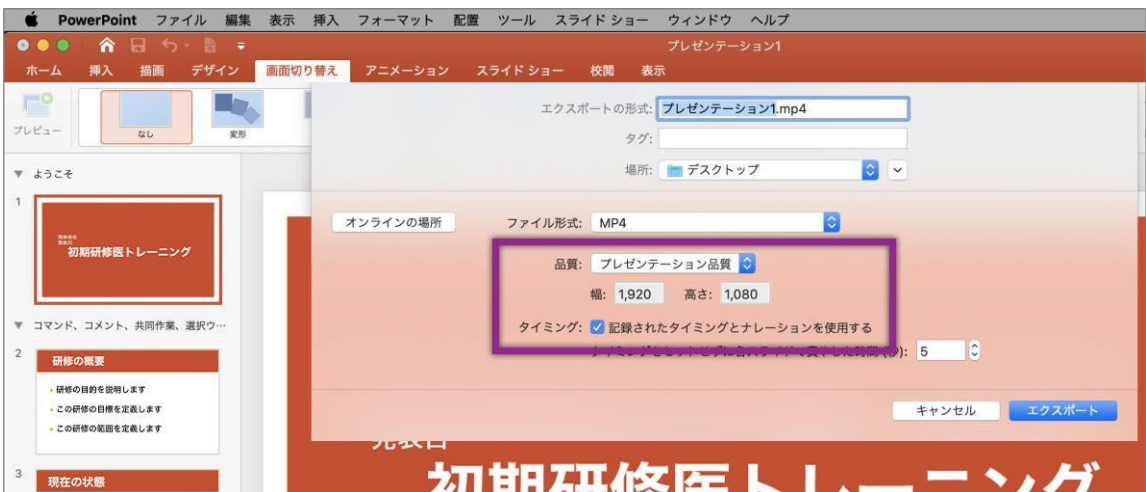 PowerPoint ファイル 編集 表示 挿入 フォーマット 配置 ツール スライド ショー ウィンドウ ヘルプ
プレゼンテーション1
ホーム 挿入 描画 デザイン 画面切り替え アニメーション スライド ショー 校閲 表示
プレビュー
なし
変形
エクスポートの形式: プレゼンテーション1.mp4
タグ:
場所: デスクトップ
オンラインの場所
ファイル形式: MP4
品質: プレゼンテーション品質
幅: 1,920 高さ: 1,080
タイミング: 記録されたタイミングとナレーションを使用する
(秒): 5
キャンセル エクスポート
ようこそ
1
初期研修医トレーニング
コマンド、コメント、共同作業、選択ウ…
2
研修の概要
・研修の目的を説明します
・この研修の目標を定義します
・この研修の範囲を定義します
3
現在の状態
発表日
初期研修医トレーニング